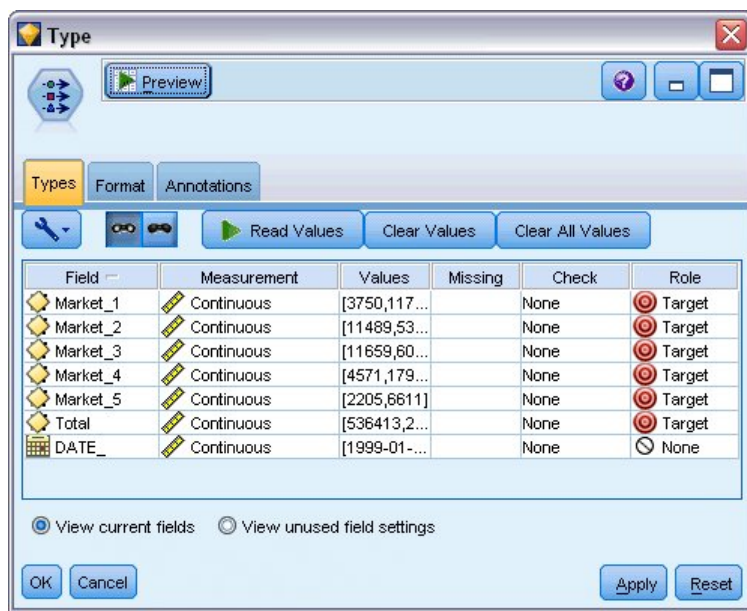 Type
Preview
Types Format Annotations
Read Values Clear Values Clear All Values
Field Measurement Values Missing Check Role
Market_1 Continuous [3750,117... None Target
Market_2 Continuous [11489,53... None Target
Market_3 Continuous [11659,60... None Target
Market_4 Continuous [4571,179... None Target
Market_5 Continuous [2205,6611] None Target
Total Continuous [536413,2... None Target
DATE_ Continuous [1999-01-... None None
View current fields View unused field settings
OK Cancel Apply Reset